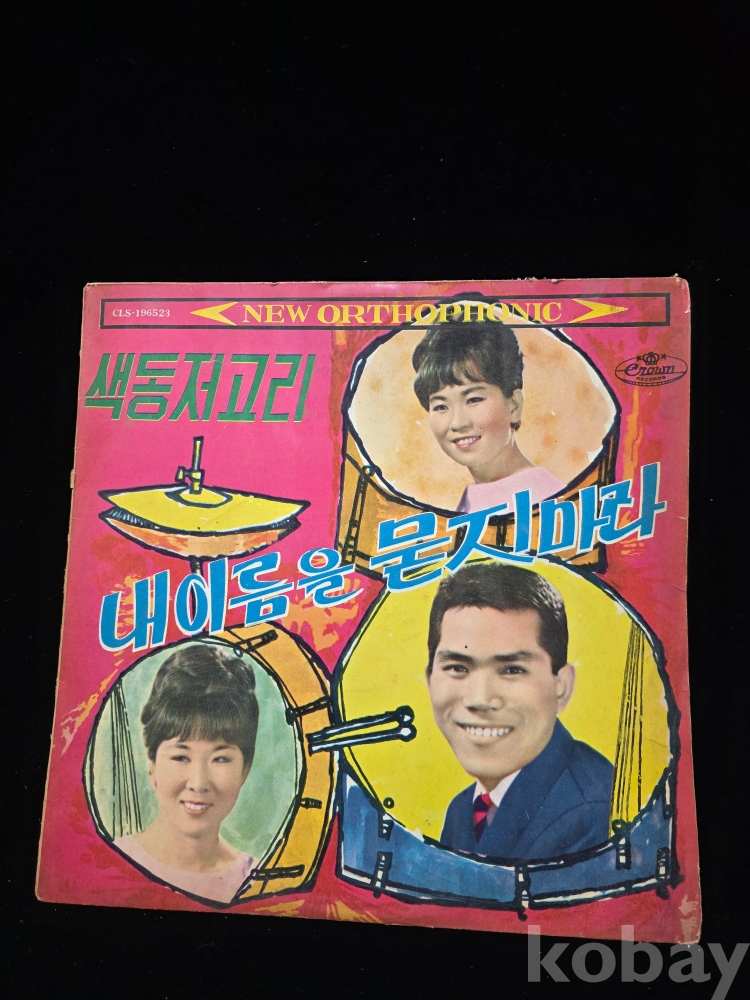 CLS-196523
NEW ORTHOPHONIC
색동저고리
Crown
RECORDS
내이름을 묻지마라
kobay